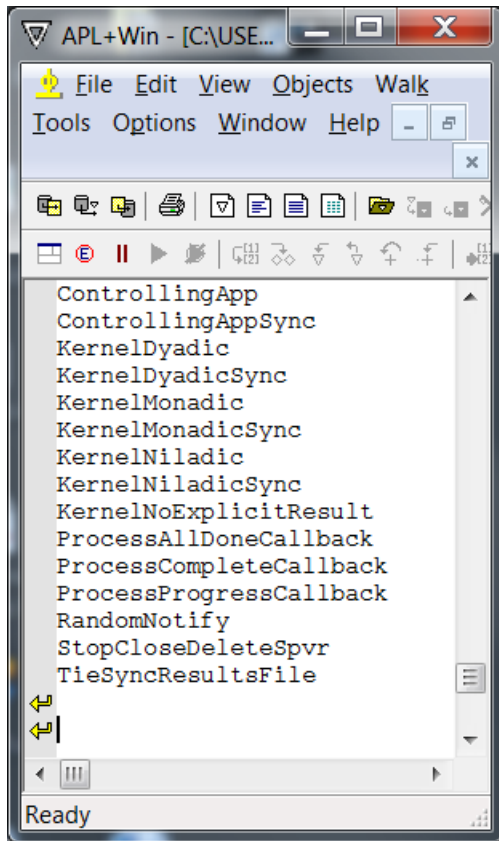 APL+Win - [C:\USE...
File Edit View Objects Walk
Tools Options Window Help
ControllingApp
ControllingAppSync
KernelDyadic
KernelDyadicSync
KernelMonadic
KernelMonadicSync
KernelNiladic
KernelNiladicSync
KernelNoExplicitResult
ProcessAllDoneCallback
ProcessCompleteCallback
ProcessProgressCallback
RandomNotify
StopCloseDeleteSpvr
TieSyncResultsFile
Ready